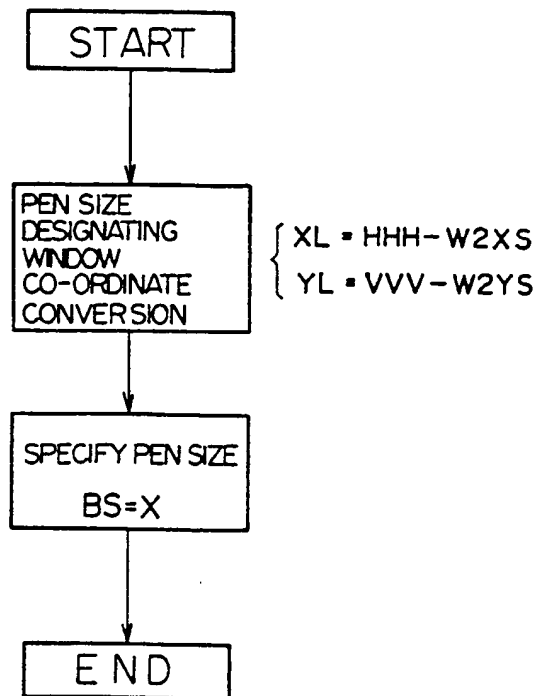 START
PEN SIZE
DESIGNATING
WINDOW
CO-ORDINATE
CONVERSION
XL = HHH-W2XS
YL = VVV-W2YS
SPECIFY PEN SIZE
BS=X
END